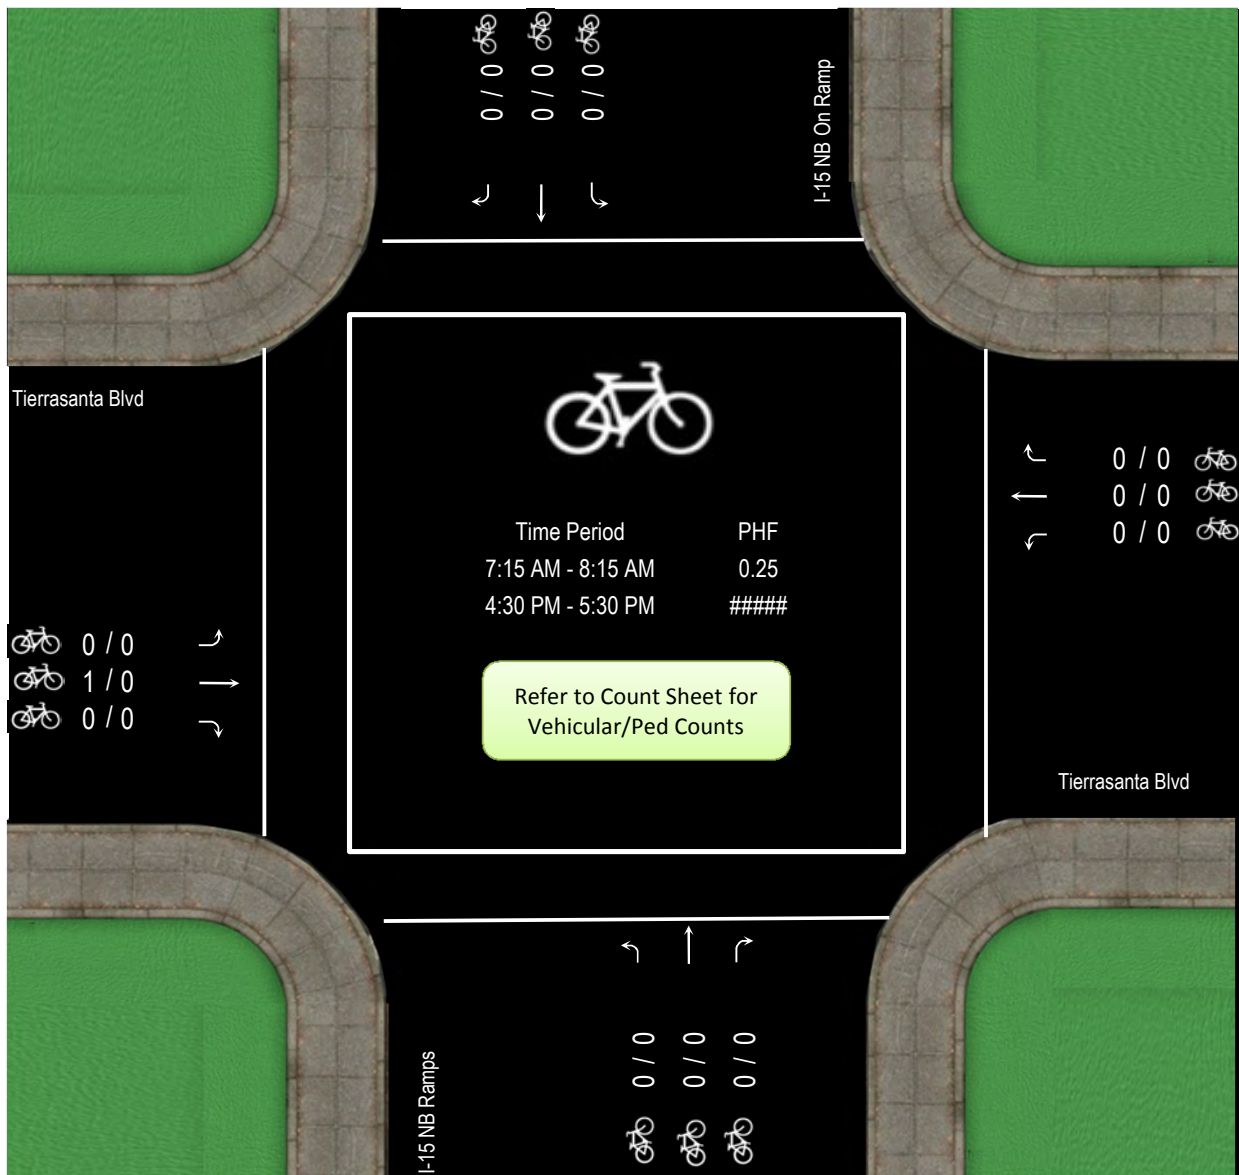 0 / 0
0 / 0
0 / 0
I-15 NB On Ramp
Tierrasanta Blvd
0 / 0
0 / 0
0 / 0
Time Period PHF
7:15 AM - 8:15 AM 0.25
4:30 PM - 5:30 PM #####
0 / 0
1 / 0
0 / 0
Refer to Count Sheet for
Vehicular/Ped Counts
Tierrasanta Blvd
0 / 0
0 / 0
0 / 0
I-15 NB Ramps